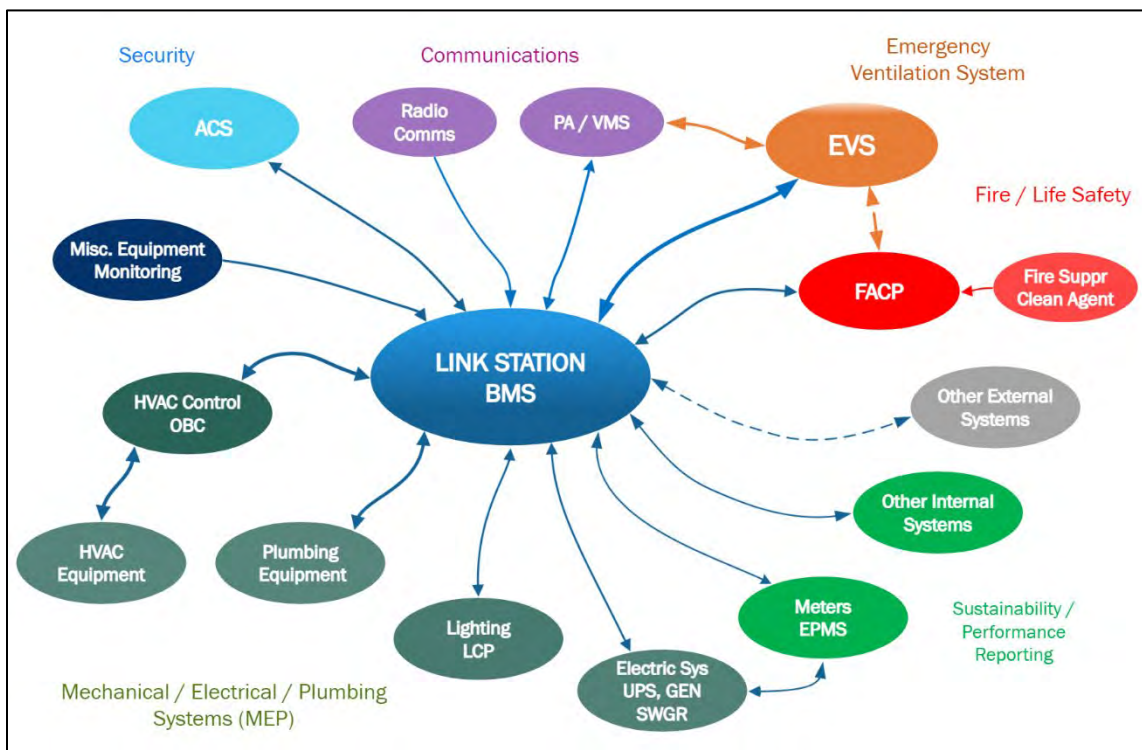 Security
Communications
Emergency
Ventilation System
ACS
Radio
Comms
PA / VMS
EVS
Fire / Life Safety
Misc. Equipment
Monitoring
FACP
Fire Suppr
Clean Agent
LINK STATION
BMS
HVAC Control
OBC
Other External
Systems
Other Internal
Systems
HVAC
Equipment
Plumbing
Equipment
Lighting
LCP
Meters
EPMS
Electric Sys
UPS, GEN
SWGR
Sustainability /
Performance
Reporting
Mechanical / Electrical / Plumbing
Systems (MEP)